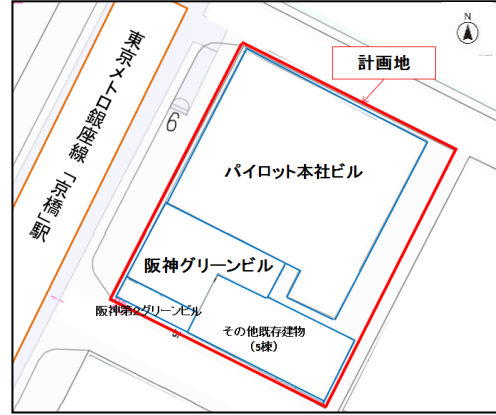 N
計画地
東京メトロ銀座線「京橋」駅
6
パイロット本社ビル
阪神グリーンビル
阪神第2グリーンビル
その他既存建物
（5棟）